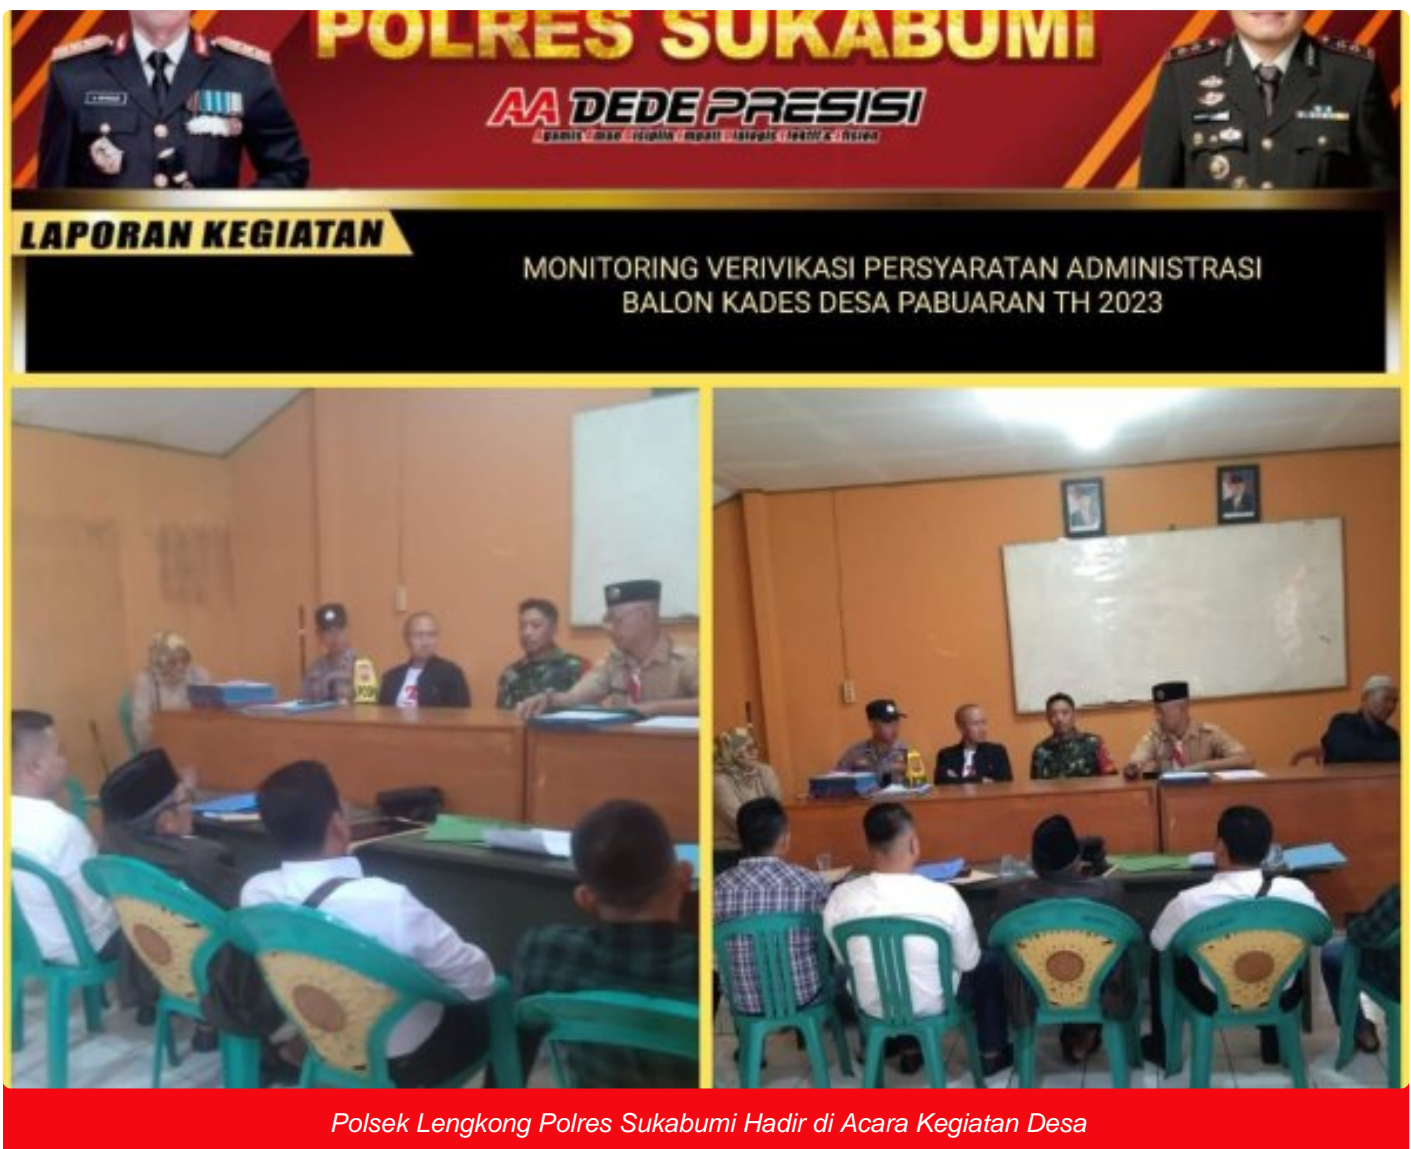 POLRES SUKABUMI
AA DEDE PRESISI
LAPORAN KEGIATAN
MONITORING VERIVIKASI PERSYARATAN ADMINISTRASI
BALON KADES DESA PABUARAN TH 2023
Polsek Lengkong Polres Sukabumi Hadir di Acara Kegiatan Desa